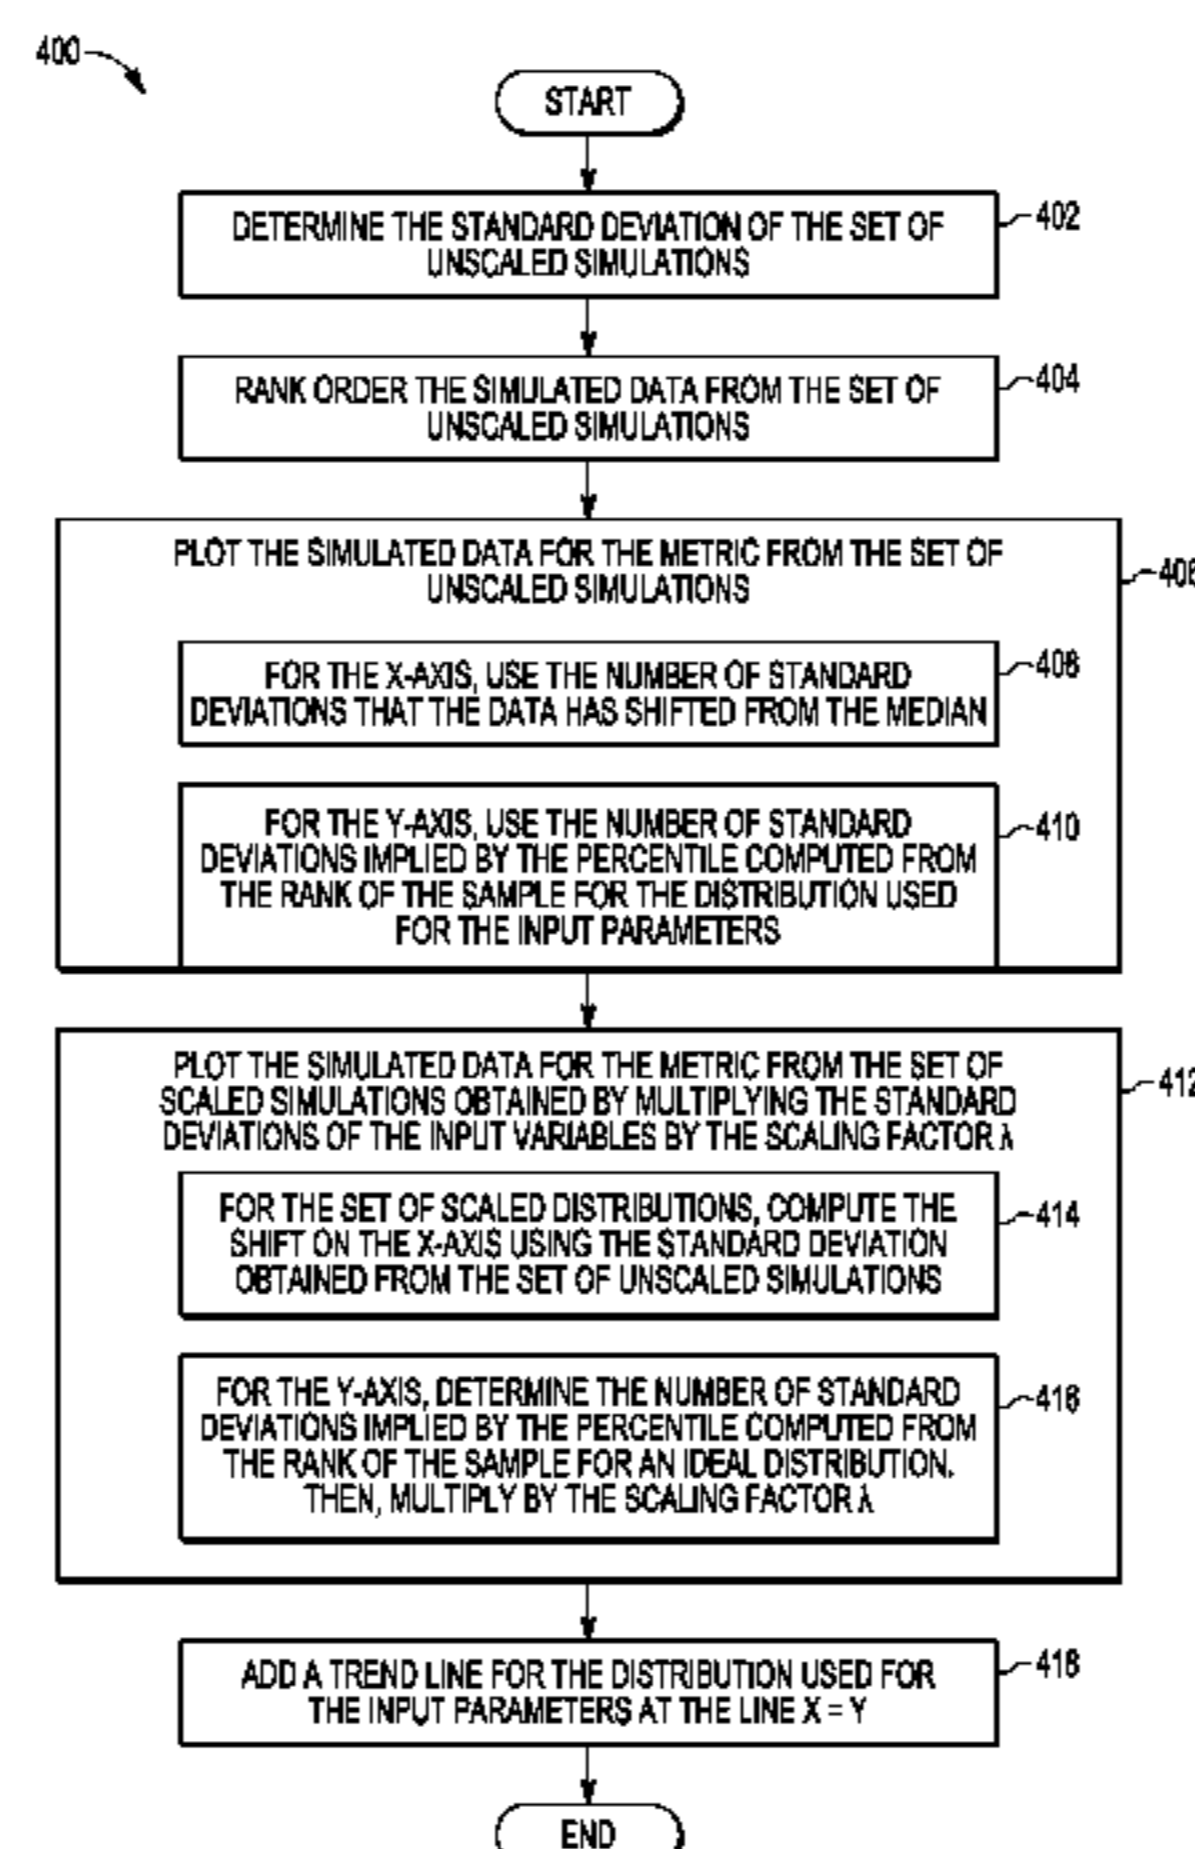 400
START
DETERMINE THE STANDARD DEVIATION OF THE SET OF
UNSCALED SIMULATIONS
402
RANK ORDER THE SIMULATED DATA FROM THE SET OF
UNSCALED SIMULATIONS
404
PLOT THE SIMULATED DATA FOR THE METRIC FROM THE SET OF
UNSCALED SIMULATIONS
406
FOR THE X-AXIS, USE THE NUMBER OF STANDARD
DEVIATIONS THAT THE DATA HAS SHIFTED FROM THE MEDIAN
408
FOR THE Y-AXIS, USE THE NUMBER OF STANDARD
DEVIATIONS IMPLIED BY THE PERCENTILE COMPUTED FROM
THE RANK OF THE SAMPLE FOR THE DISTRIBUTION USED
FOR THE INPUT PARAMETERS
410
PLOT THE SIMULATED DATA FOR THE METRIC FROM THE SET OF
SCALED SIMULATIONS OBTAINED BY MULTIPLYING THE STANDARD
DEVIATIONS OF THE INPUT VARIABLES BY THE SCALING FACTOR λ
412
FOR THE SET OF SCALED DISTRIBUTIONS, COMPUTE THE
SHIFT ON THE X-AXIS USING THE STANDARD DEVIATION
OBTAINED FROM THE SET OF UNSCALED SIMULATIONS
414
FOR THE Y-AXIS, DETERMINE THE NUMBER OF STANDARD
DEVIATIONS IMPLIED BY THE PERCENTILE COMPUTED FROM
THE RANK OF THE SAMPLE FOR AN IDEAL DISTRIBUTION.
THEN, MULTIPLY BY THE SCALING FACTOR λ
416
ADD A TREND LINE FOR THE DISTRIBUTION USED FOR
THE INPUT PARAMETERS AT THE LINE X = Y
418
END